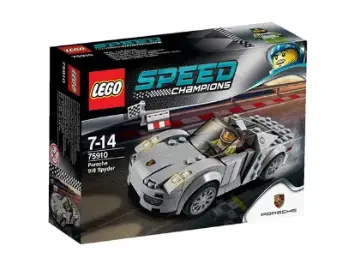 LEGO
SPEED
CHAMPIONS
7-14
75910
Porsche
918 Spyder
PORSCHE